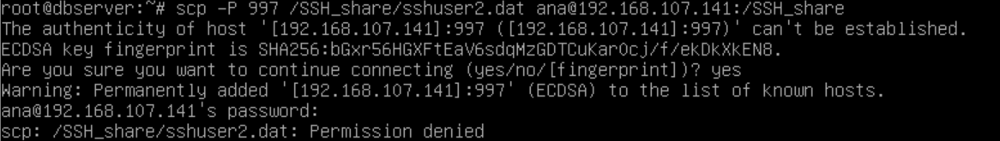 root@dbserver:~# scp -P 997 /SSH_share/sshuser2.dat ana@192.168.107.141:/SSH_share
The authenticity of host '[192.168.107.141]:997 ([192.168.107.141]:997)' can't be established.
ECDSA key fingerprint is SHA256:bGxr56HGXFtEaV6sdqMzGDTCuKarOcj/f/ekDkXkEN8.
Are you sure you want to continue connecting (yes/no/[fingerprint])? yes
Warning: Permanently added '[192.168.107.141]:997' (ECDSA) to the list of known hosts.
ana@192.168.107.141's password:
scp: /SSH_share/sshuser2.dat: Permission denied